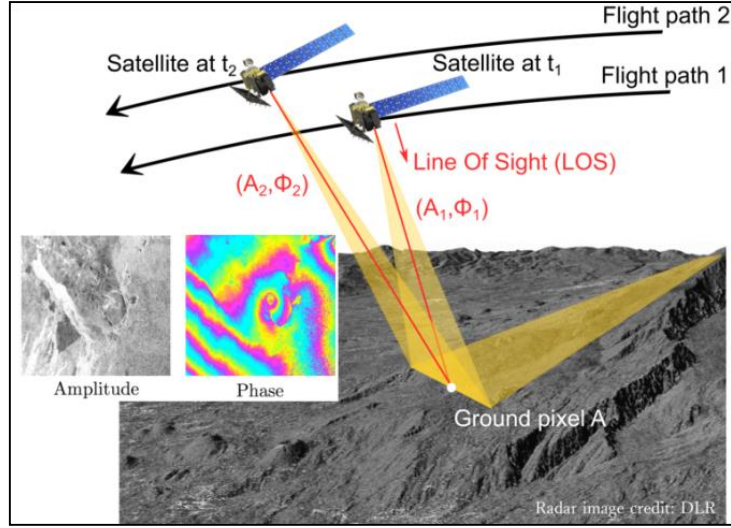 Flight path 2
Satellite at t2
Satellite at t1
Flight path 1
Line Of Sight (LOS)
(A2,Φ2)
(A1,Φ1)
Amplitude
Phase
Ground pixel A
Radar image credit: DLR